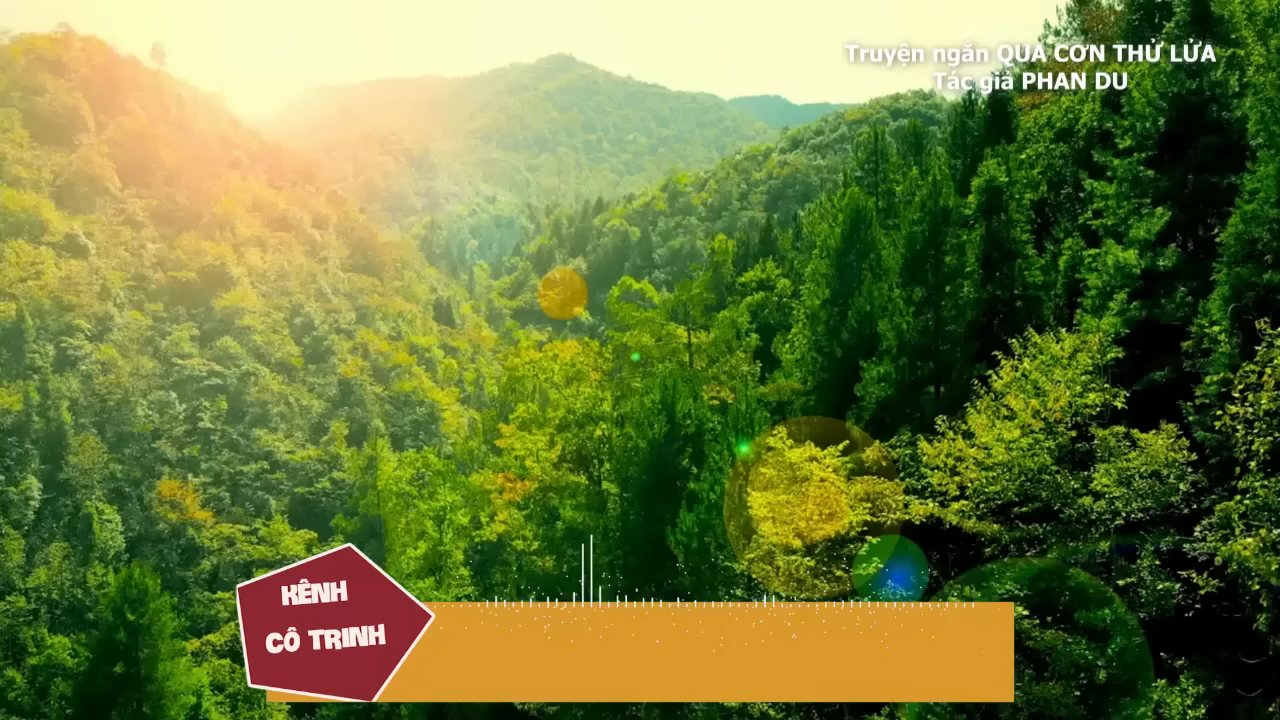 Truyện ngắn QUA CƠN THỬ LỬA
Tác giả PHAN DU
KÊNH
CÔ TRINH